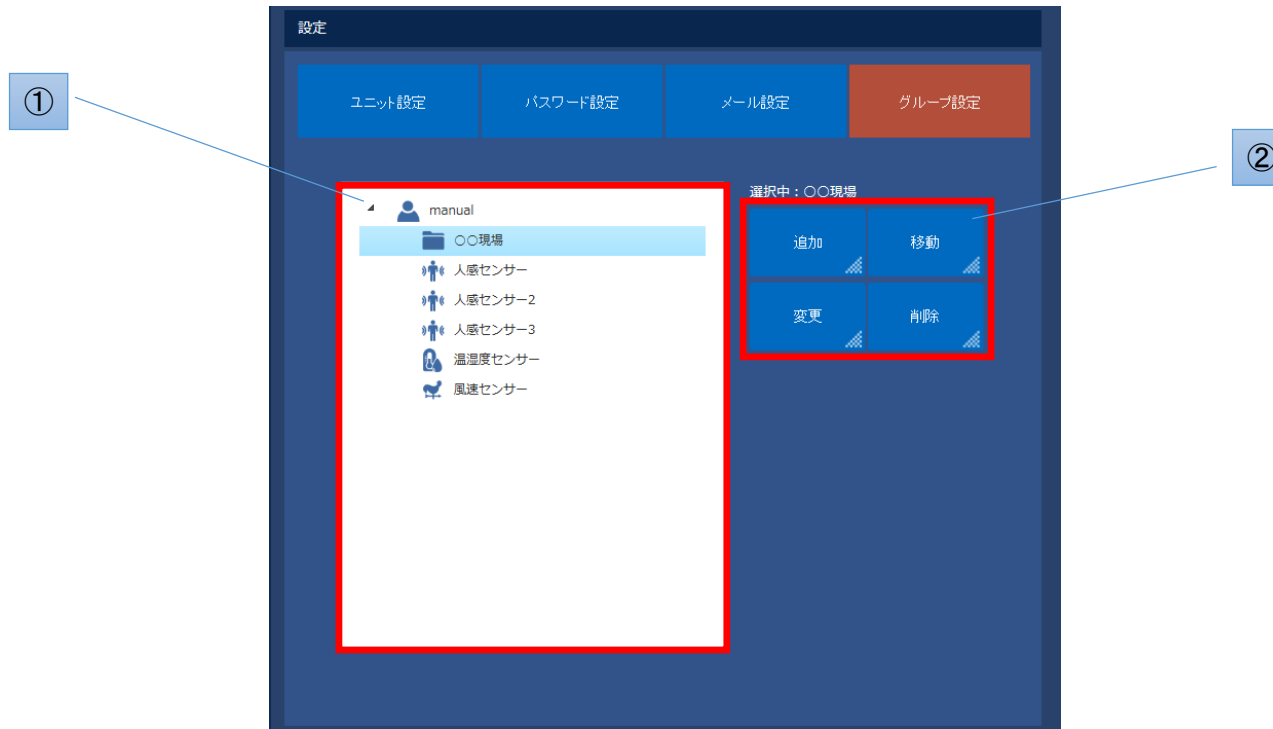 設定
①
ユニット設定 パスワード設定 メール設定 グループ設定
②
選択中：〇〇現場
manual
〇〇現場
人感センサー
人感センサー2
人感センサー3
温湿度センサー
風速センサー
追加 移動
変更 削除